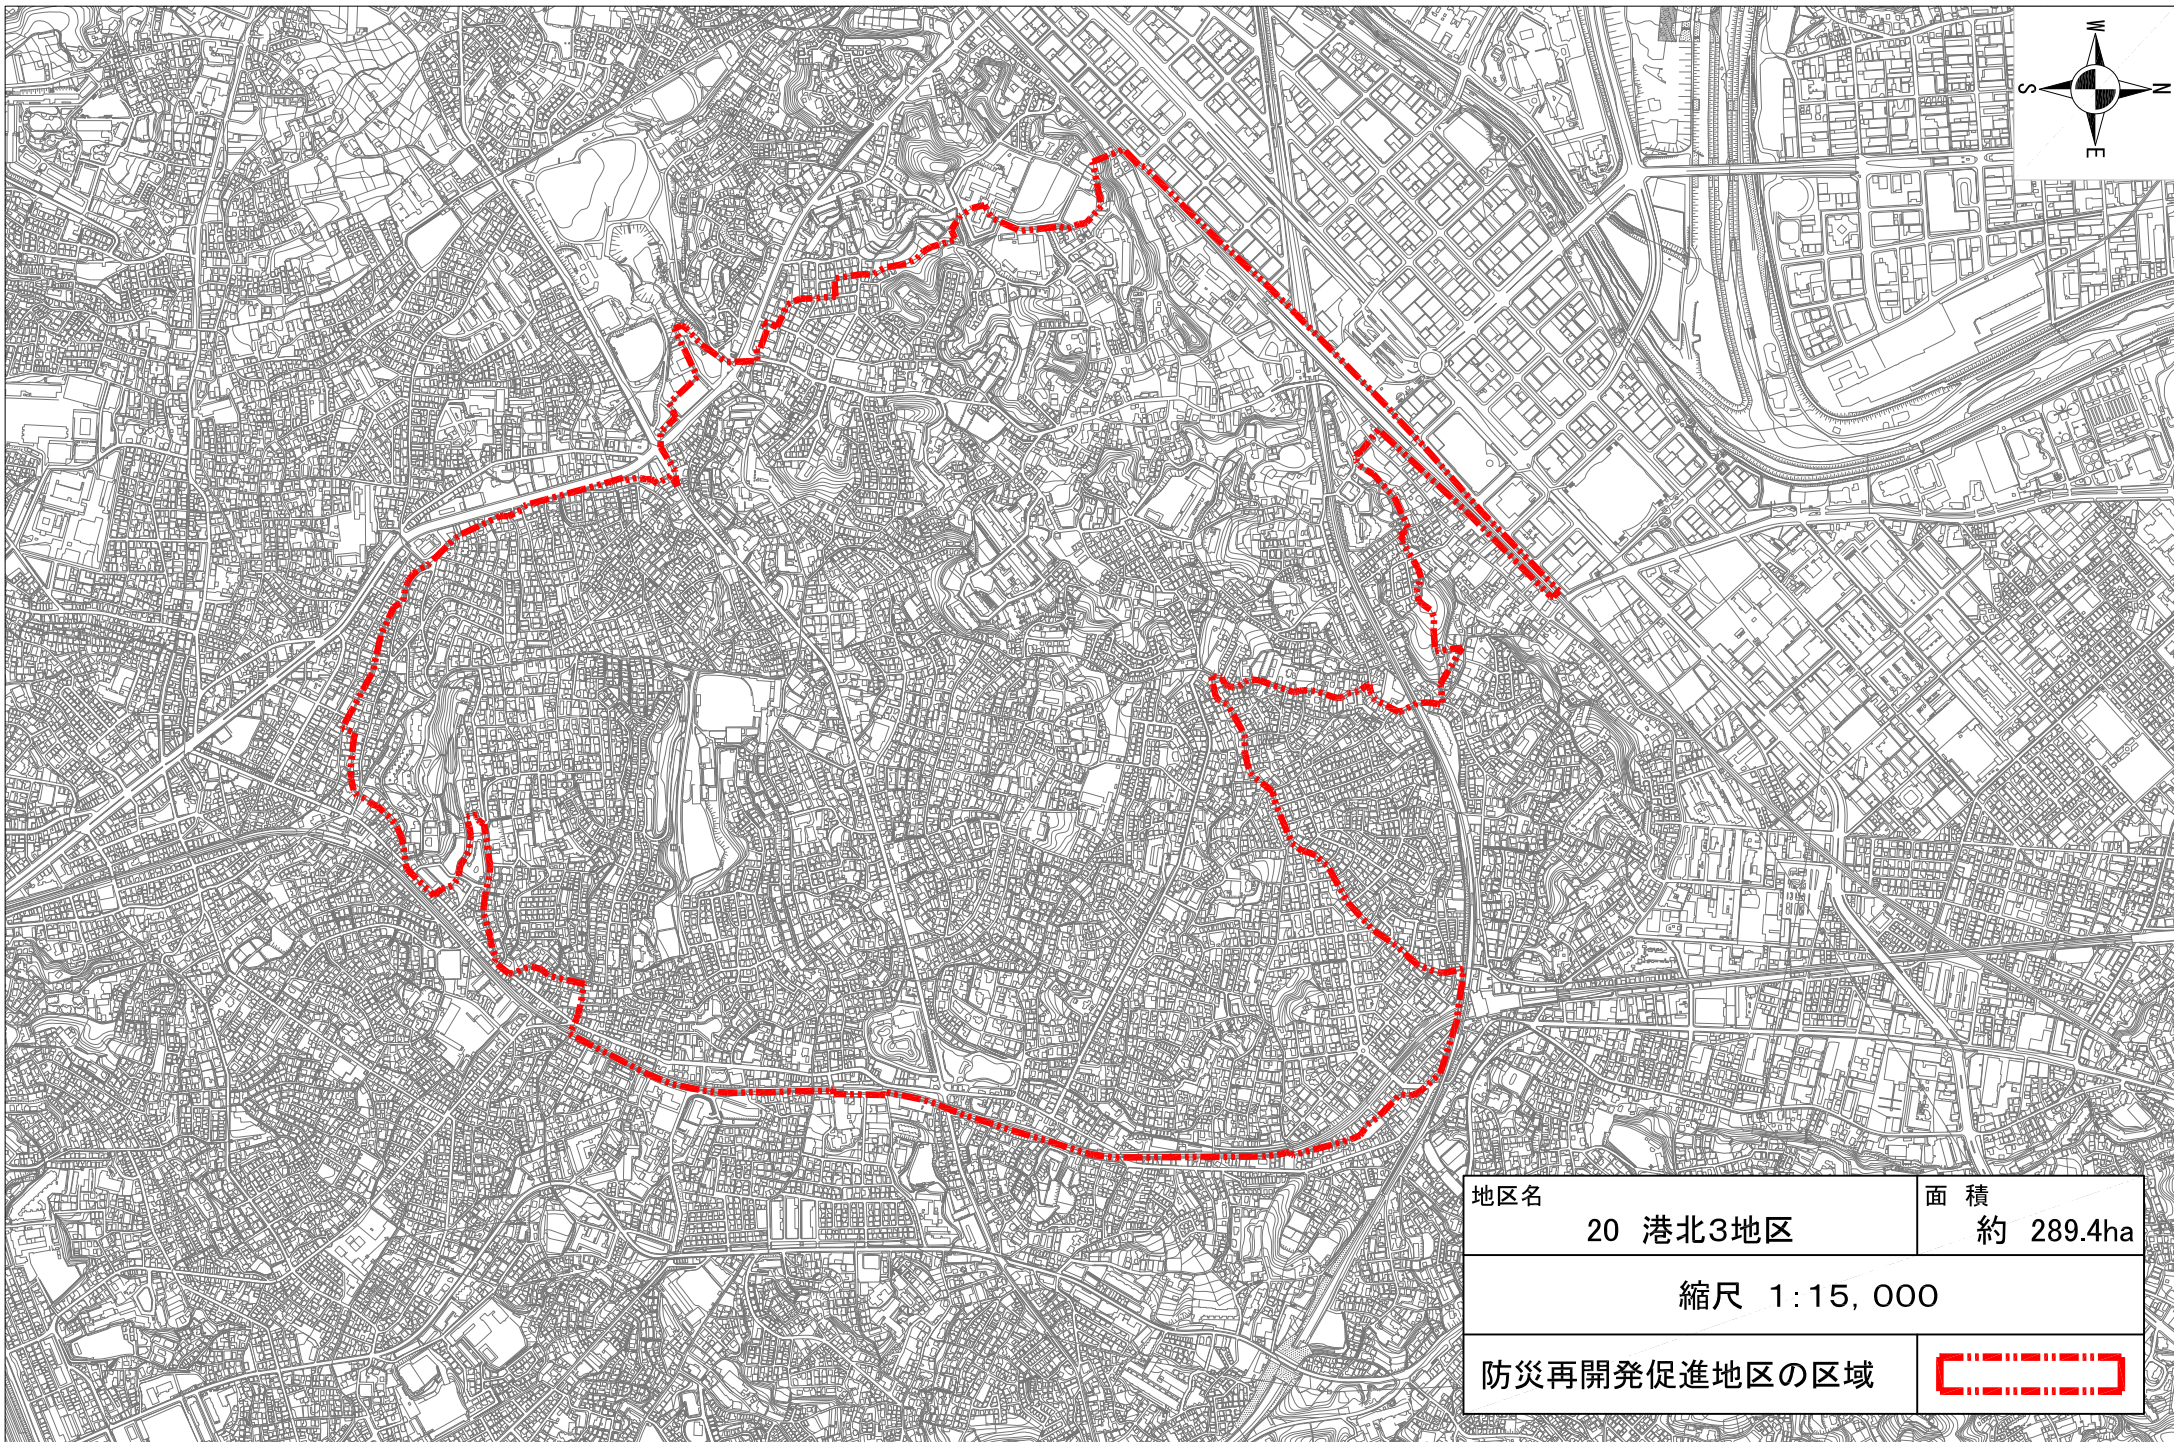 W
S N
E
地区名
20 港北3地区
面 積
約 289.4ha
縮尺 1:15,000
防災再開発促進地区の区域